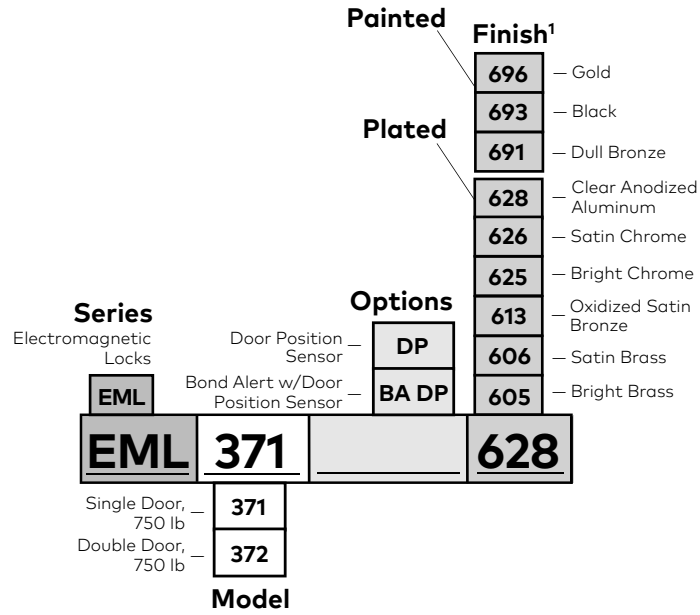 Painted
Finish¹
696
— Gold
693
— Black
Plated
691
— Dull Bronze
628
— Clear Anodized
Aluminum
626
— Satin Chrome
625
— Bright Chrome
Series
Electromagnetic
Locks
EML
Options
Door Position
Sensor —
DP
Bond Alert w/Door
Position Sensor —
BA DP
613
— Oxidized Satin
Bronze
606
— Satin Brass
605
— Bright Brass
EML 371 628
Single Door,
750 lb —
371
Double Door,
750 lb —
372
Model